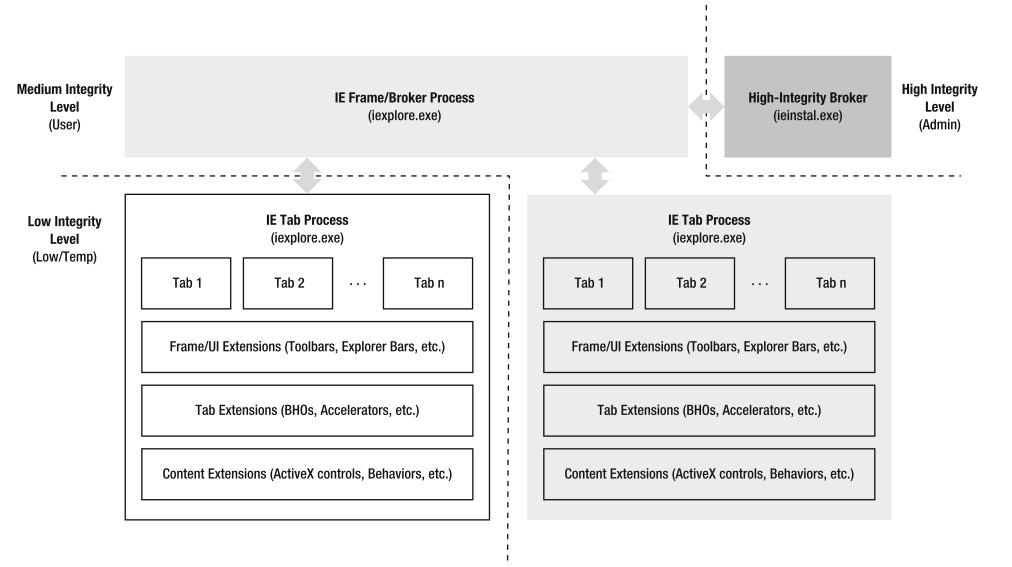 Medium Integrity
Level
(User)
IE Frame/Broker Process
(iexplore.exe)
High-Integrity Broker
(ieinstal.exe)
High Integrity
Level
(Admin)
Low Integrity
Level
(Low/Temp)
IE Tab Process
(iexplore.exe)
Tab 1
Tab 2
...
Tab n
Frame/UI Extensions (Toolbars, Explorer Bars, etc.)
Tab Extensions (BHOs, Accelerators, etc.)
Content Extensions (ActiveX controls, Behaviors, etc.)
IE Tab Process
(iexplore.exe)
Tab 1
Tab 2
...
Tab n
Frame/UI Extensions (Toolbars, Explorer Bars, etc.)
Tab Extensions (BHOs, Accelerators, etc.)
Content Extensions (ActiveX controls, Behaviors, etc.)